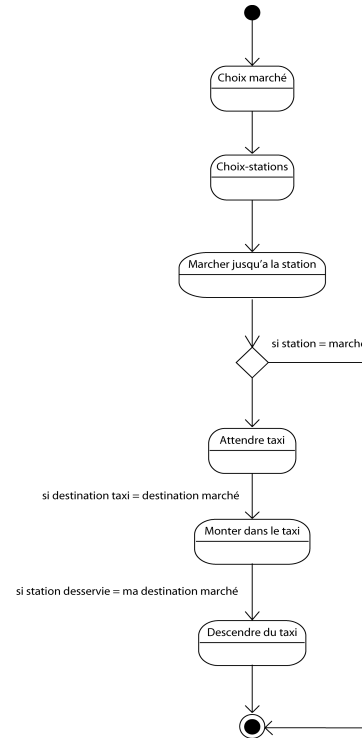 Choix marché
Choix-stations
Marcher jusqu'a la station
si station = marché
Attendre taxi
si destination taxi = destination marché
Monter dans le taxi
si station desservie = ma destination marché
Descendre du taxi